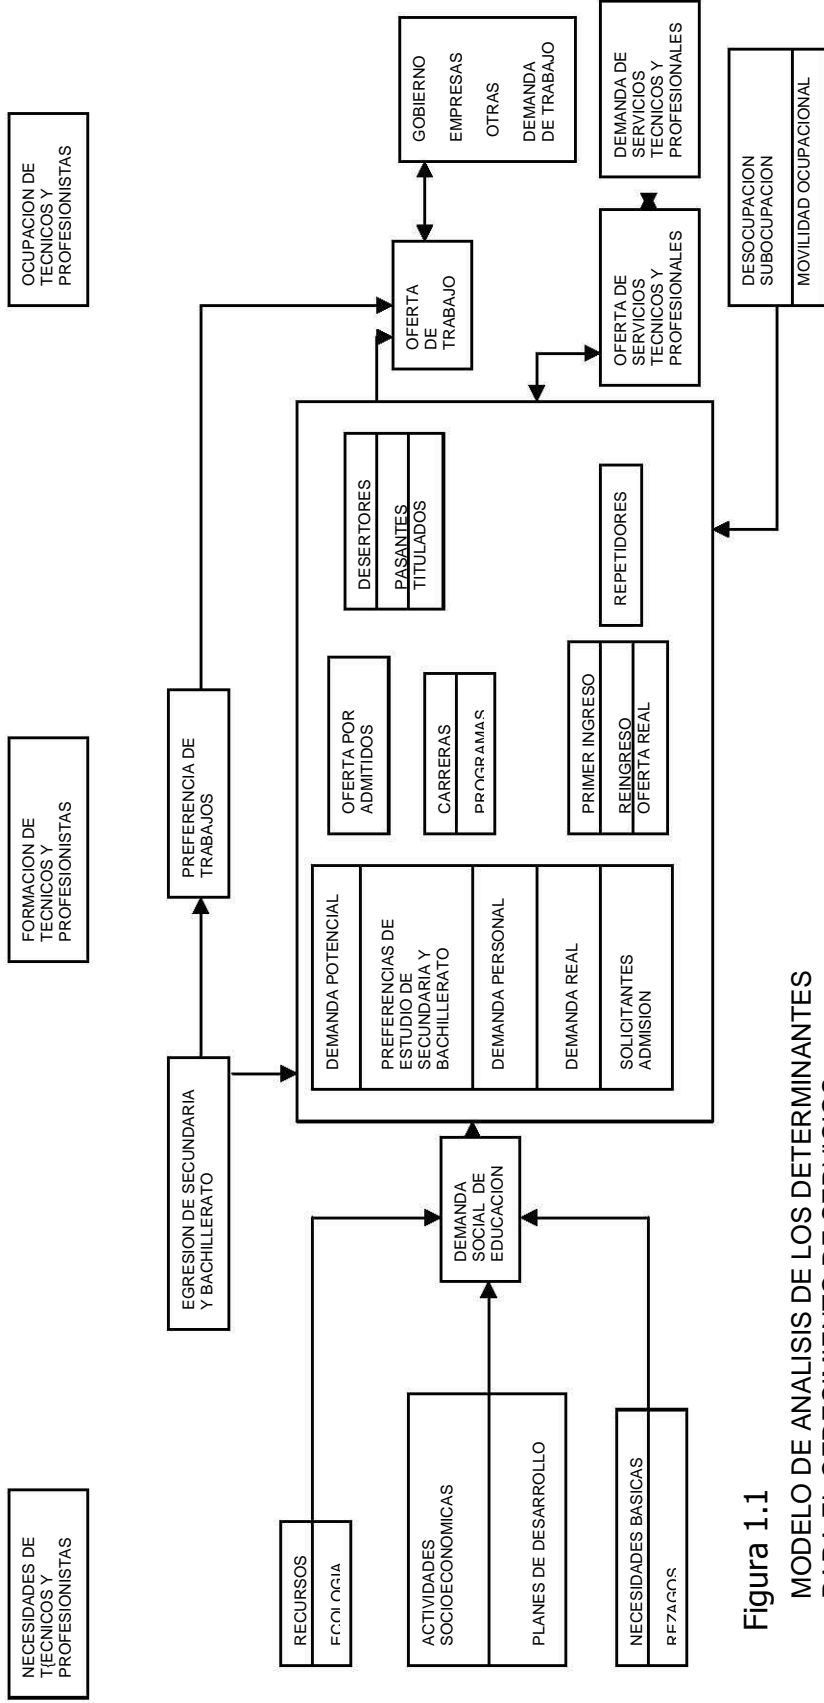 NECESIDADES DE
T{ECNICOS Y
PROFESIONISTAS
FORMACION DE
TECNICOS Y
PROFESIONISTAS
OCUPACION DE
TECNICOS Y
PROFESIONISTAS
EGRESION DE SECUNDARIA
Y BACHILLERATO
PREFERENCIA DE
TRABAJOS
RECURSOS
ECOLOGIA
ACTIVIDADES
SOCIOECONOMICAS
PLANES DE DESARROLLO
NECESIDADES BASICAS
REZAGOS
DEMANDA
SOCIAL DE
EDUCACION
DEMANDA POTENCIAL
PREFERENCIAS DE
ESTUDIO DE
SECUNDARIA Y
BACHILLERATO
DEMANDA PERSONAL
DEMANDA REAL
SOLICITANTES
ADMISION
OFERTA POR
ADMITIDOS
CARRERAS
PROGRAMAS
PRIMER INGRESO
REINGRESO
OFERTA REAL
DESERTORES
PASANTES
TITULADOS
REPETIDORES
OFERTA
DE
TRABAJO
GOBIERNO
EMPRESAS
OTRAS
DEMANDA
DE TRABAJO
OFERTA DE
SERVICIOS
TECNICOS Y
PROFESIONALES
DEMANDA DE
SERVICIOS
TECNICOS Y
PROFESIONALES
DESOCUPACION
SUBOCUPACION
MOVILIDAD OCUPACIONAL
Figura 1.1
MODELO DE ANALISIS DE LOS DETERMINANTES